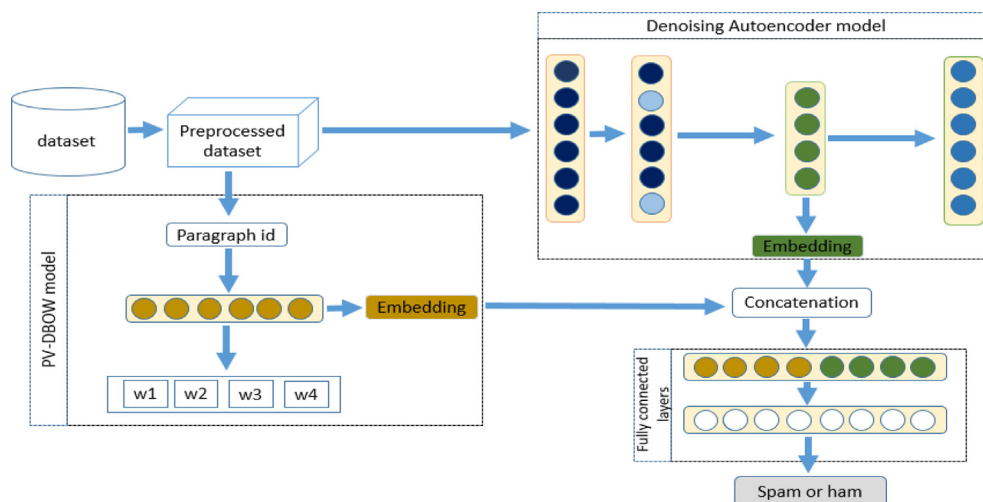 Denoising Autoencoder model
dataset
Preprocessed
dataset
PV-DBOW model
Paragraph id
Embedding
w1 w2 w3 w4
Embedding
Concatenation
Fully connected
layers
Spam or ham